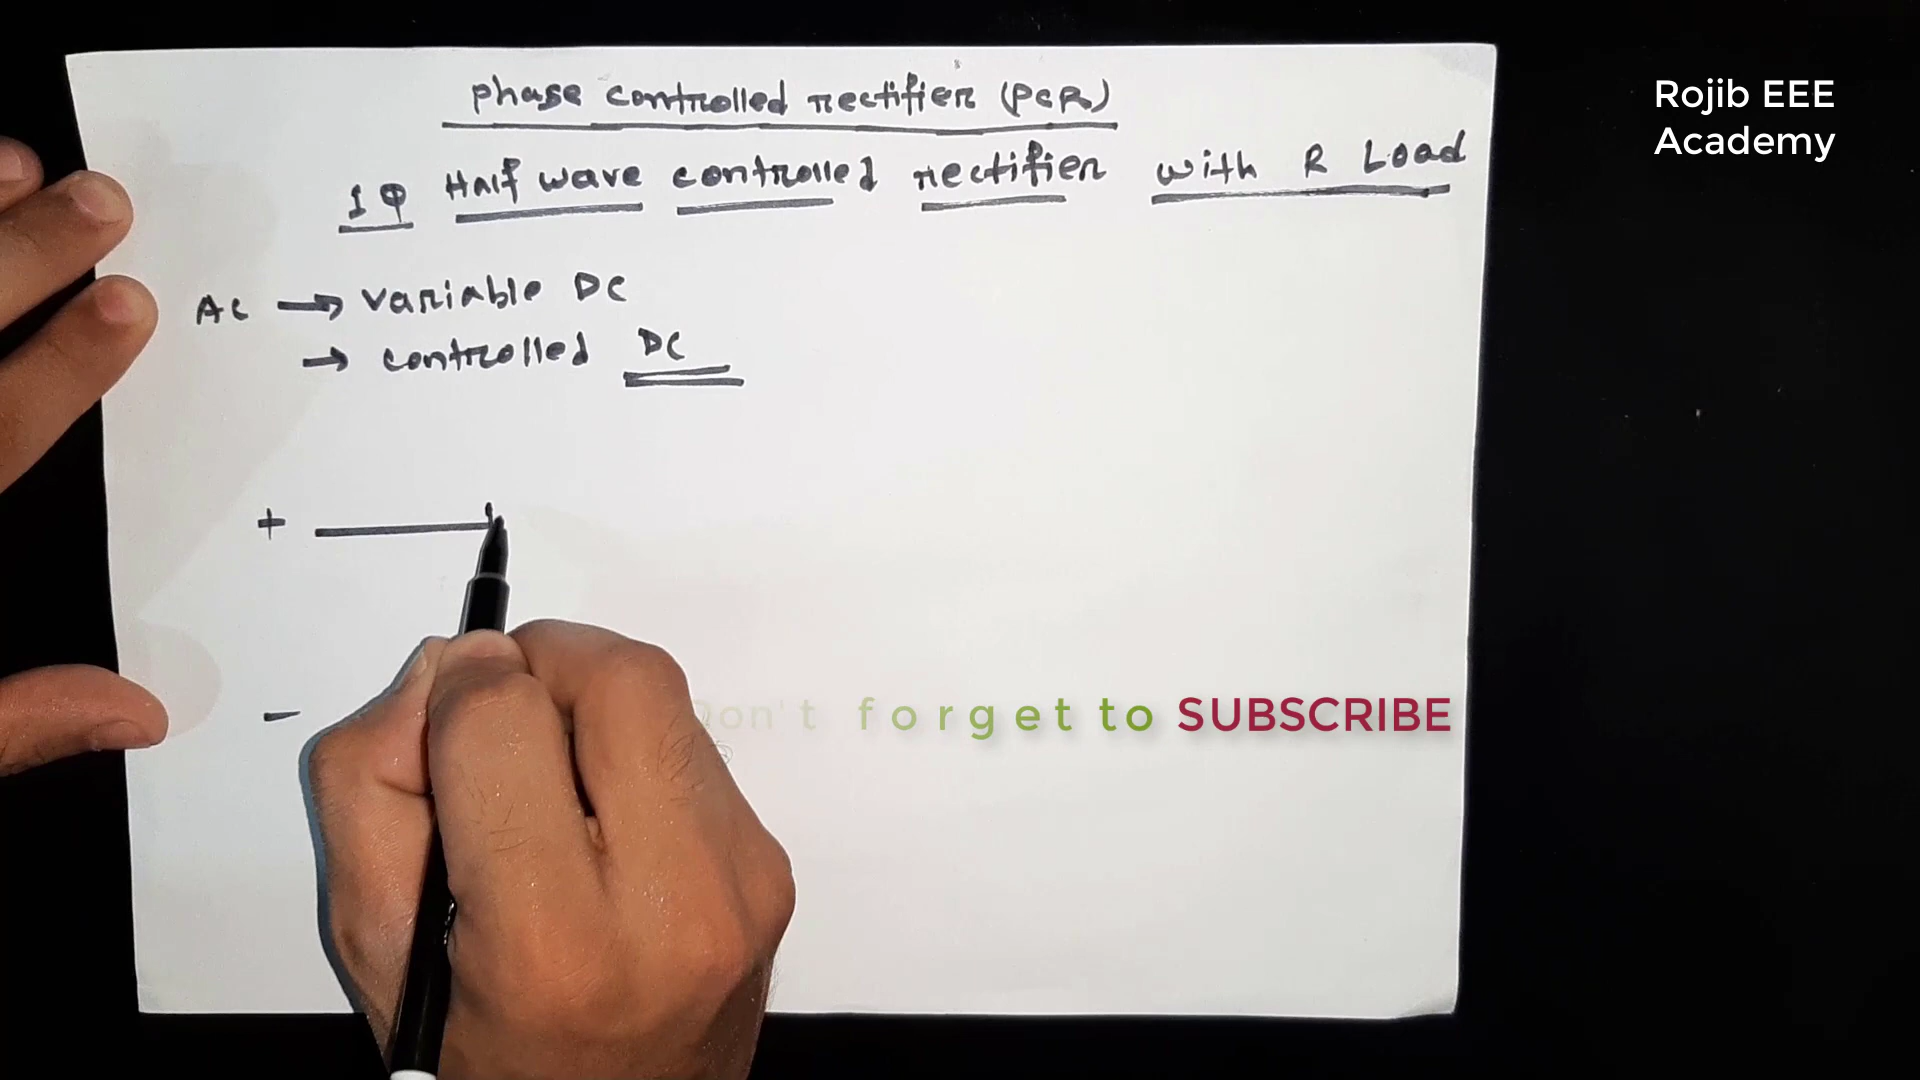 Phase controlled rectifier (PCR)
1 φ Half wave controlled rectifier with R Load
AC → variable DC
→ controlled DC
+
−
Rojib EEE
Academy
Don't forget to SUBSCRIBE